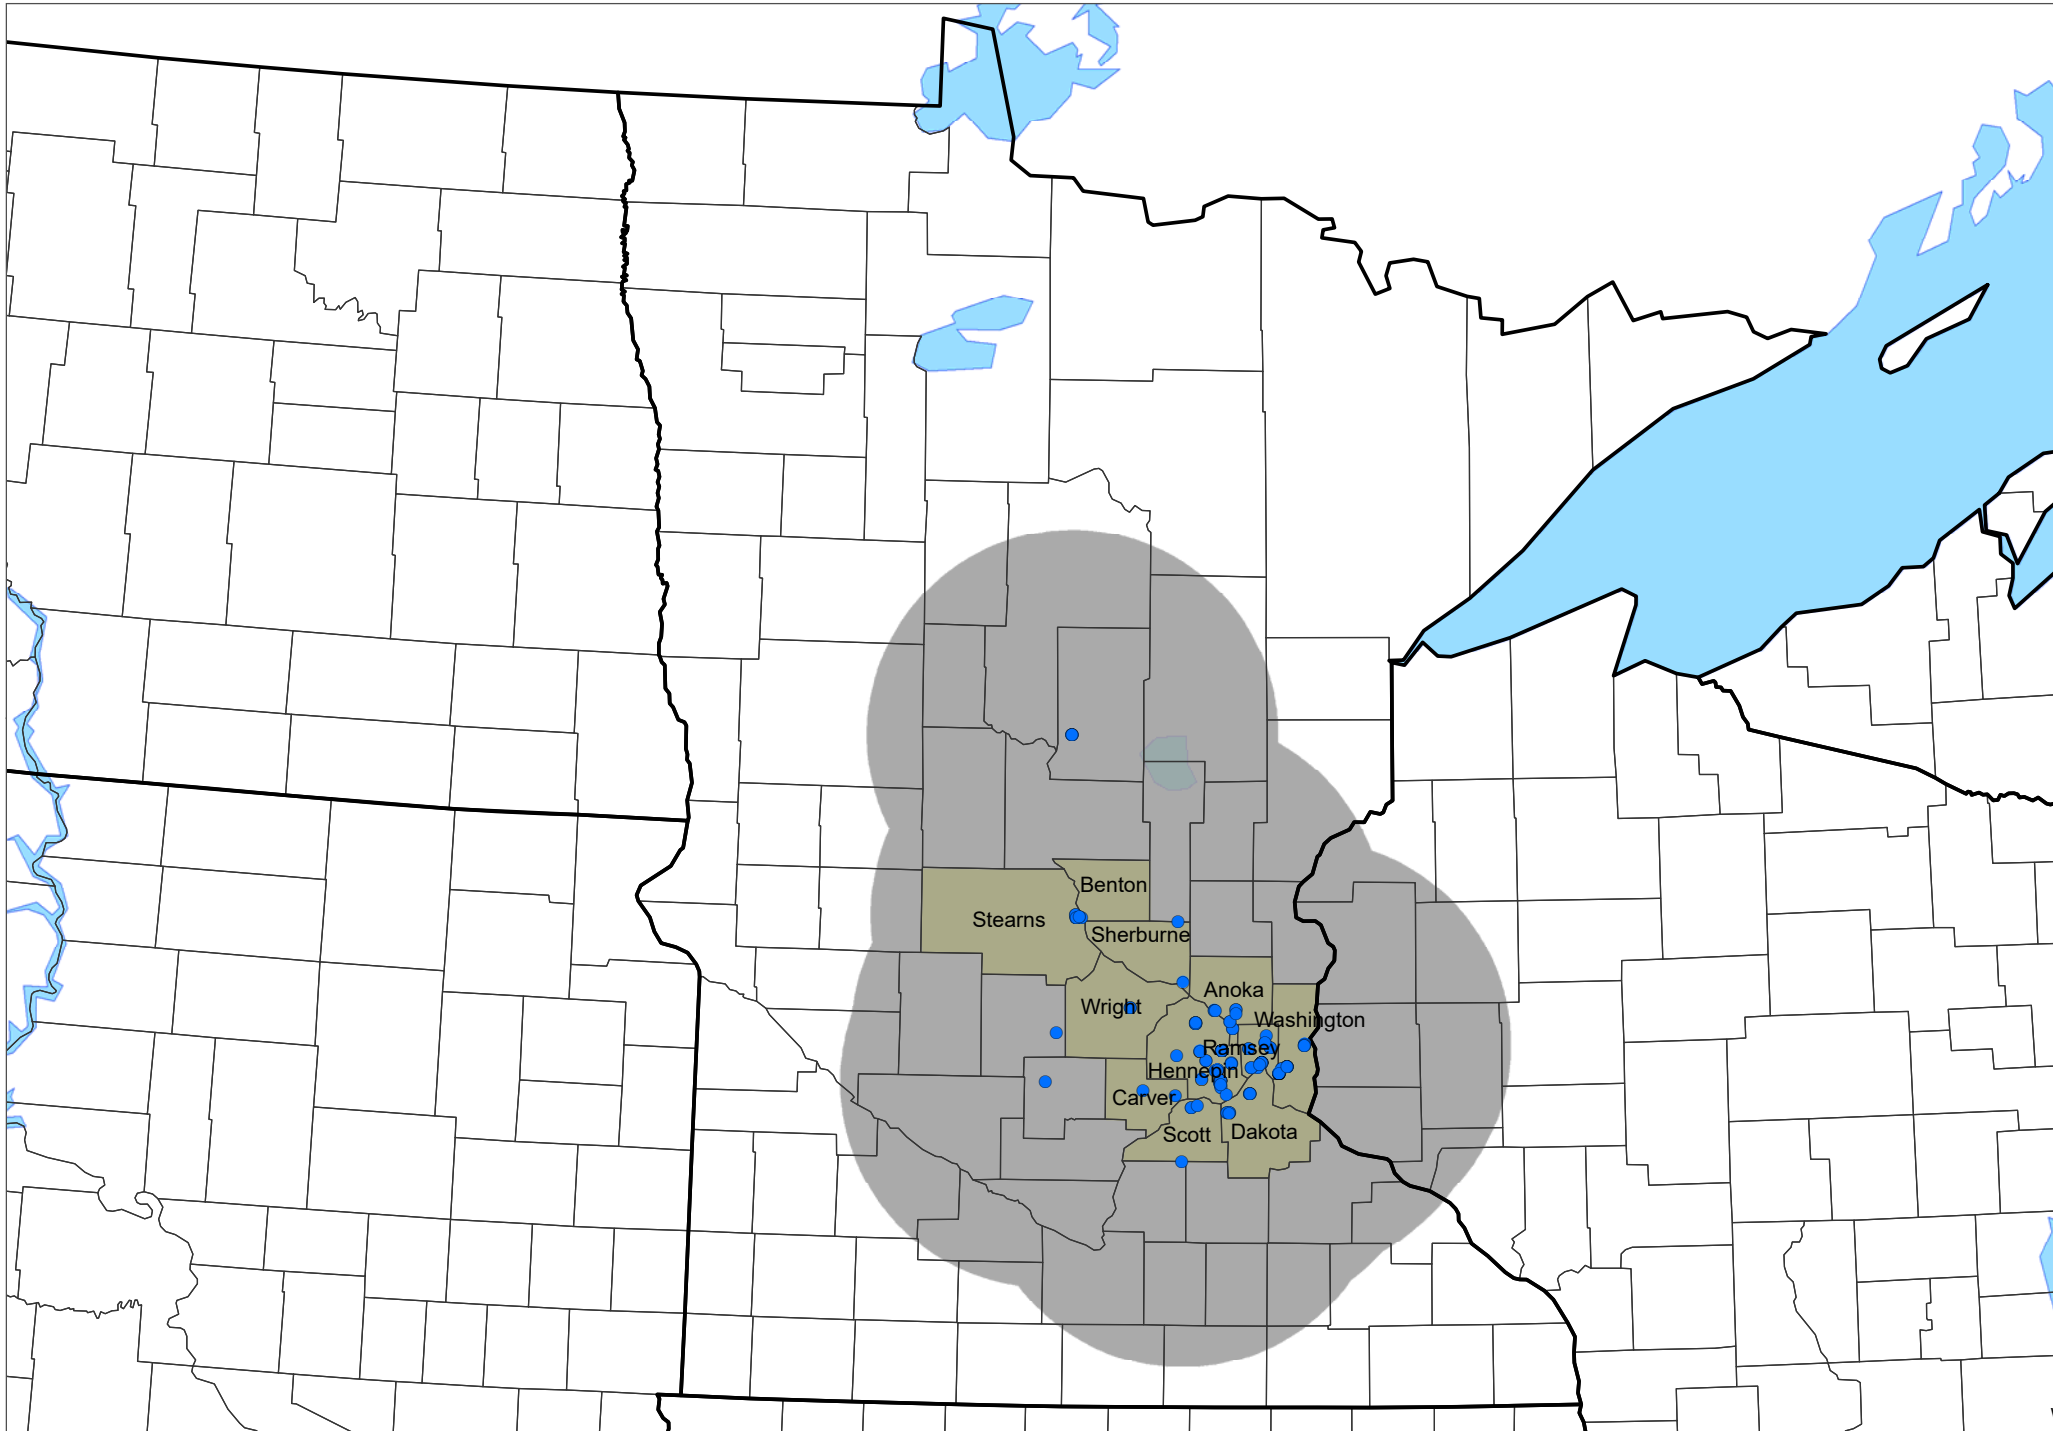 Benton
Stearns
Sherburne
Anoka
Wright
Washington
Ramsey
Hennepin
Carver
Dakota
Scott